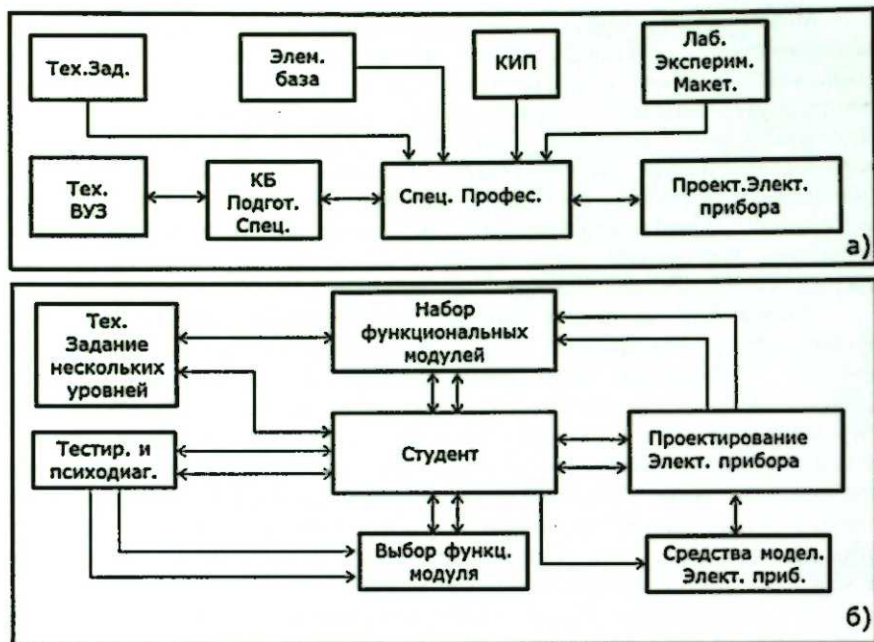 Тех.Зад.
Элем.
база
КИП
Лаб.
Эксперим.
Макет.
Тех.
ВУЗ
КБ
Подгот.
Спец.
Спец. Профес.
Проект.Элект.
прибора
а)
Тех.
Задание
нескольких
уровней
Набор
функциональных
модулей
Тестир. и
психодиаг.
Студент
Проектирование
Элект. прибора
Выбор функц.
модуля
Средства модел.
Элект. приб.
б)